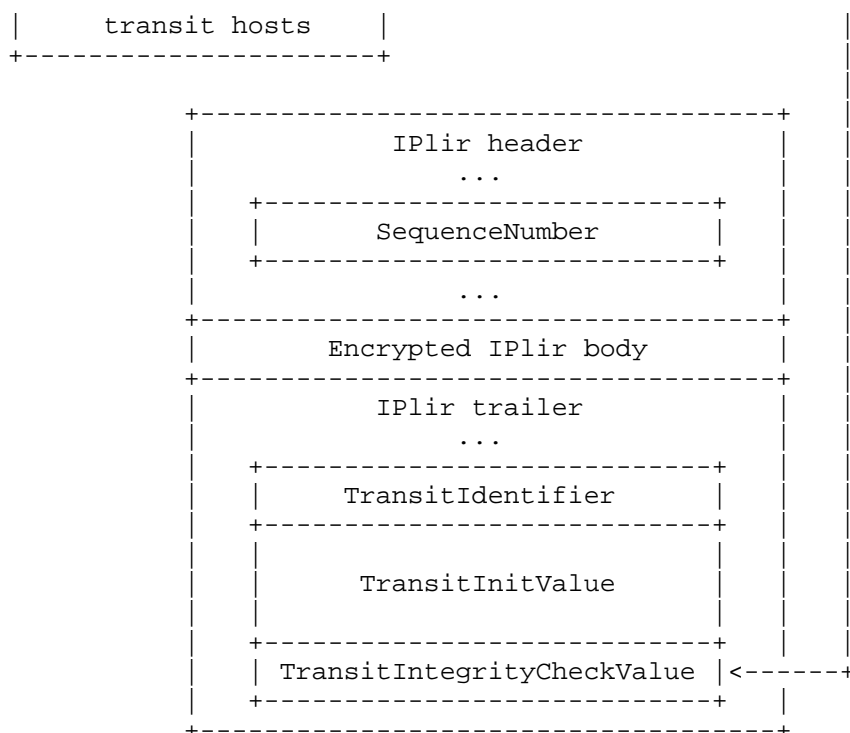 transit hosts
IPlir header
...
SequenceNumber
...
Encrypted IPlir body
IPlir trailer
...
TransitIdentifier
TransitInitValue
TransitIntegrityCheckValue